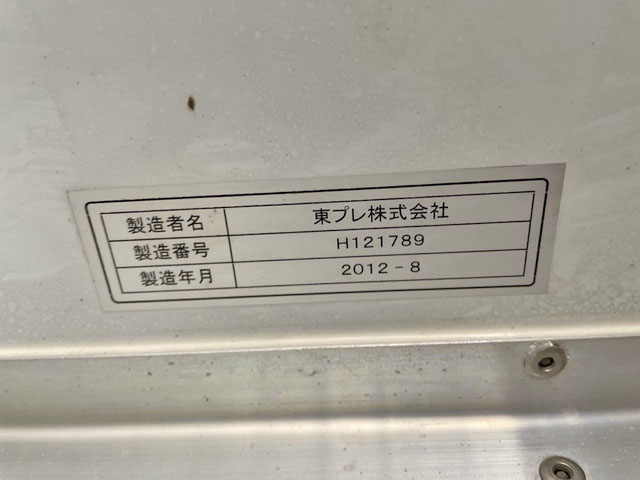 製造者名 東プレ株式会社
製造番号 H121789
製造年月 2012-8